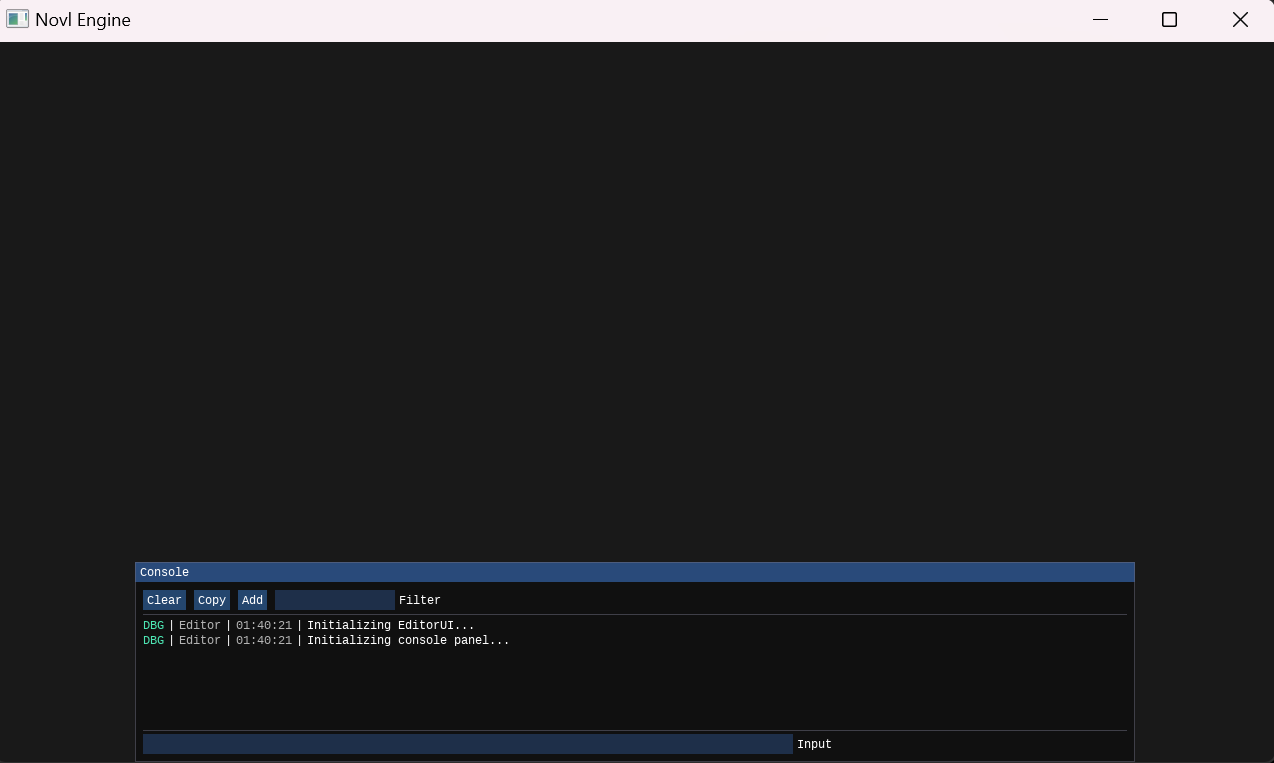 Novl Engine
Console
Clear Copy Add Filter
DBG | Editor | 01:40:21 | Initializing EditorUI...
DBG | Editor | 01:40:21 | Initializing console panel...
Input